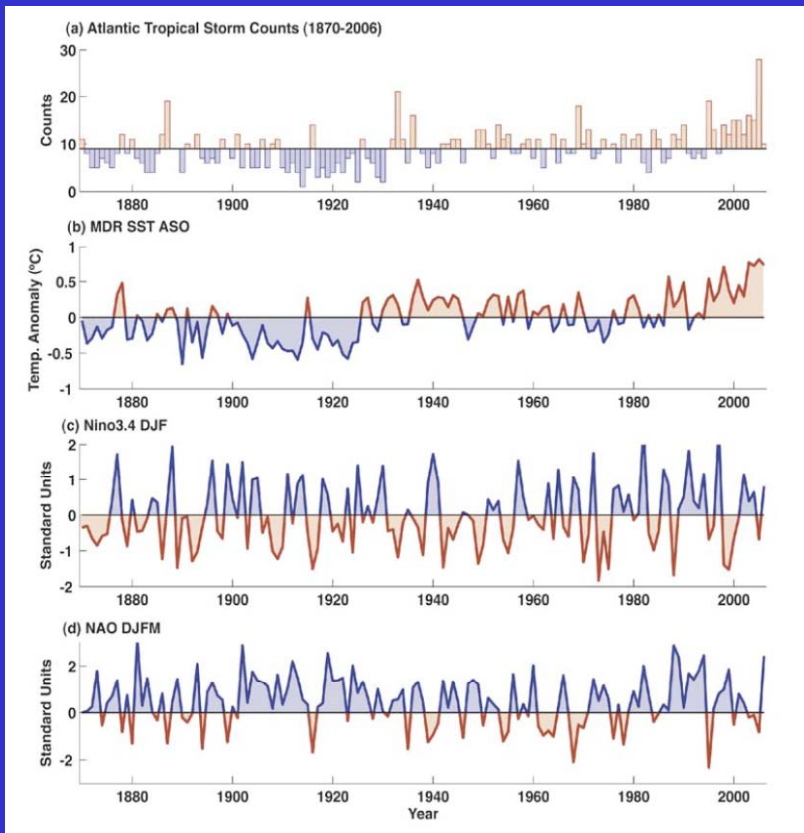 (a) Atlantic Tropical Storm Counts (1870-2006)
30
20
10
0
Counts
1880 1900 1920 1940 1960 1980 2000
(b) MDR SST ASO
1
0.5
0
-0.5
-1
Temp. Anomaly (ºC)
1880 1900 1920 1940 1960 1980 2000
(c) Nino3.4 DJF
2
1
0
-1
-2
Standard Units
1880 1900 1920 1940 1960 1980 2000
(d) NAO DJFM
2
0
-2
Standard Units
1880 1900 1920 1940 1960 1980 2000
Year